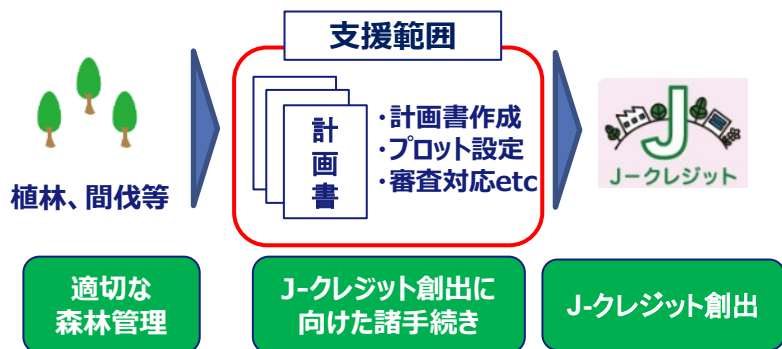 支援範囲
計画書
・計画書作成
・プロット設定
・審査対応etc
植林、間伐等
J
Jークレジット
適切な
森林管理
J-クレジット創出に
向けた諸手続き
J-クレジット創出